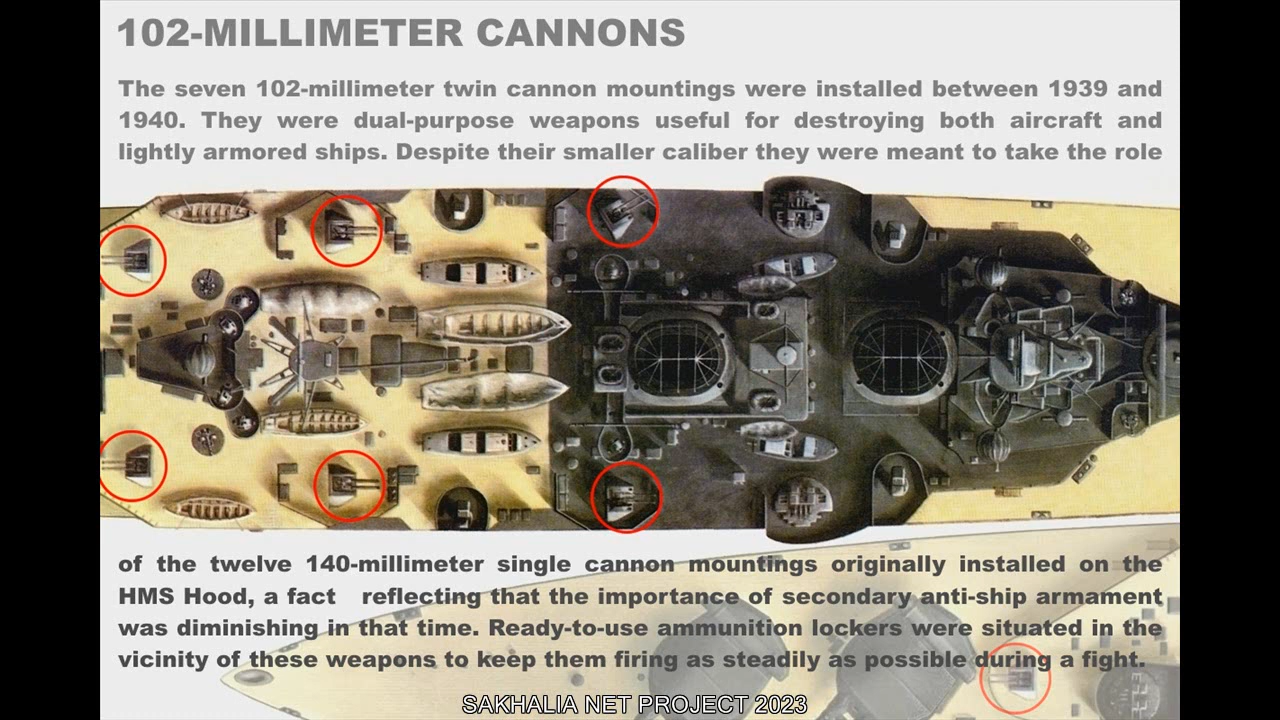 102-MILLIMETER CANNONS
The seven 102-millimeter twin cannon mountings were installed between 1939 and
1940. They were dual-purpose weapons useful for destroying both aircraft and
lightly armored ships. Despite their smaller caliber they were meant to take the role
of the twelve 140-millimeter single cannon mountings originally installed on the
HMS Hood, a fact reflecting that the importance of secondary anti-ship armament
was diminishing in that time. Ready-to-use ammunition lockers were situated in the
vicinity of these weapons to keep them firing as steadily as possible during a fight.
SAKHALIA NET PROJECT 2023